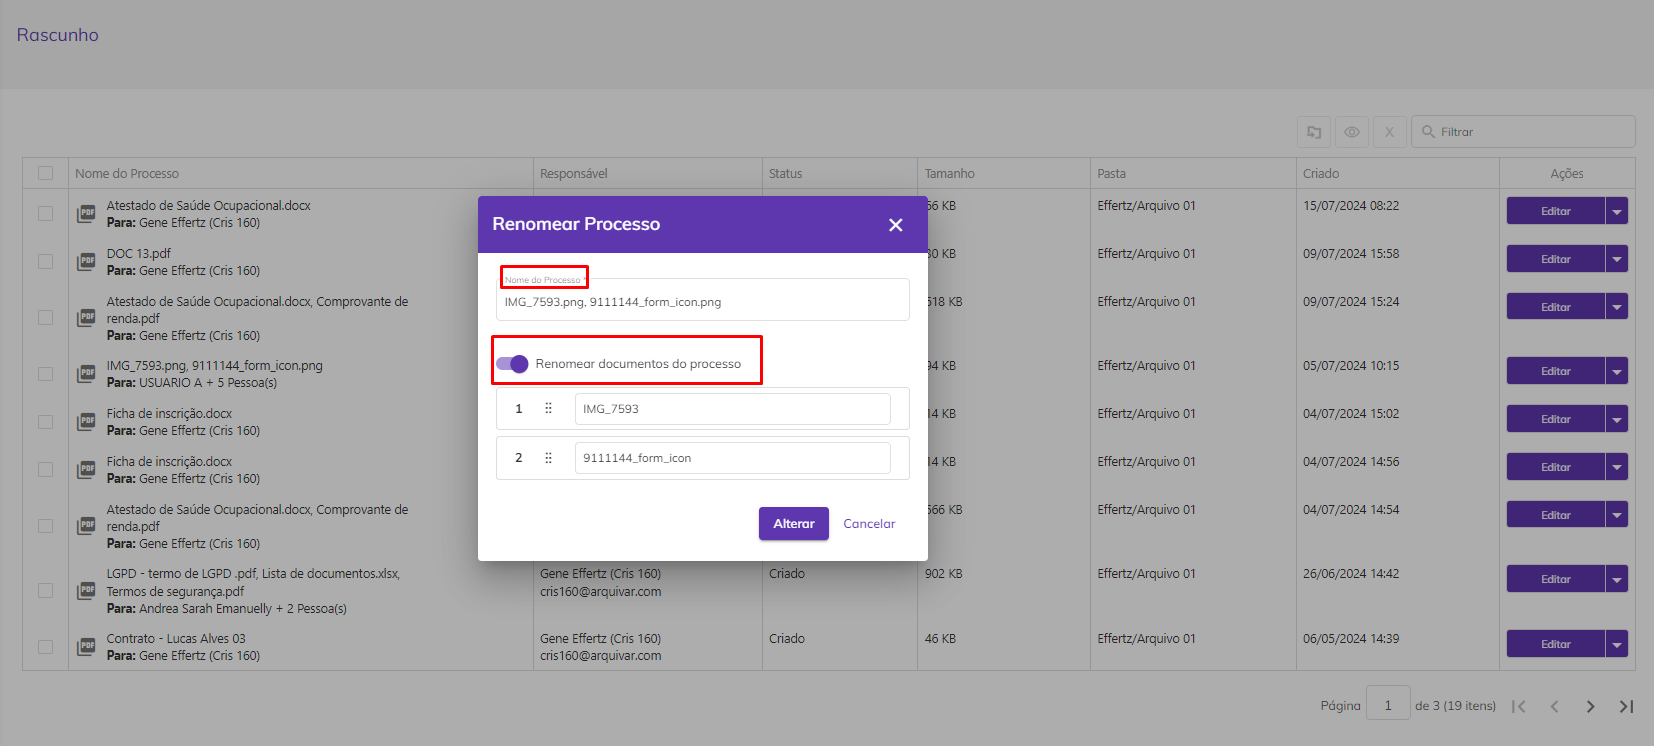 Rascunho
X
Filtrar
Nome do Processo
Responsável
Status
Tamanho
Pasta
Criado
Ações
Atestado de Saúde Ocupacional.docx
Para: Gene Effertz (Cris 160)
66 KB
Effertz/Arquivo 01
15/07/2024 08:22
Editar
DOC 13.pdf
Para: Gene Effertz (Cris 160)
30 KB
Effertz/Arquivo 01
09/07/2024 15:58
Editar
Atestado de Saúde Ocupacional.docx, Comprovante de
renda.pdf
Para: Gene Effertz (Cris 160)
618 KB
Effertz/Arquivo 01
09/07/2024 15:24
Editar
IMG_7593.png, 9111144_form_icon.png
Para: USUARIO A + 5 Pessoa(s)
94 KB
Effertz/Arquivo 01
05/07/2024 10:15
Editar
Ficha de inscrição.docx
Para: Gene Effertz (Cris 160)
14 KB
Effertz/Arquivo 01
04/07/2024 15:02
Editar
Ficha de inscrição.docx
Para: Gene Effertz (Cris 160)
14 KB
Effertz/Arquivo 01
04/07/2024 14:56
Editar
Atestado de Saúde Ocupacional.docx, Comprovante de
renda.pdf
Para: Gene Effertz (Cris 160)
666 KB
Effertz/Arquivo 01
04/07/2024 14:54
Editar
LGPD - termo de LGPD .pdf, Lista de documentos.xlsx,
Termos de segurança.pdf
Para: Andrea Sarah Emanuelly + 2 Pessoa(s)
Gene Effertz (Cris 160)
cris160@arquivar.com
Criado
902 KB
Effertz/Arquivo 01
26/06/2024 14:42
Editar
Contrato - Lucas Alves 03
Para: Gene Effertz (Cris 160)
Gene Effertz (Cris 160)
cris160@arquivar.com
Criado
46 KB
Effertz/Arquivo 01
06/05/2024 14:39
Editar
Renomear Processo
Nome do Processo *
IMG_7593.png, 9111144_form_icon.png
Renomear documentos do processo
1 IMG_7593
2 9111144_form_icon
Alterar Cancelar
Página 1 de 3 (19 itens)